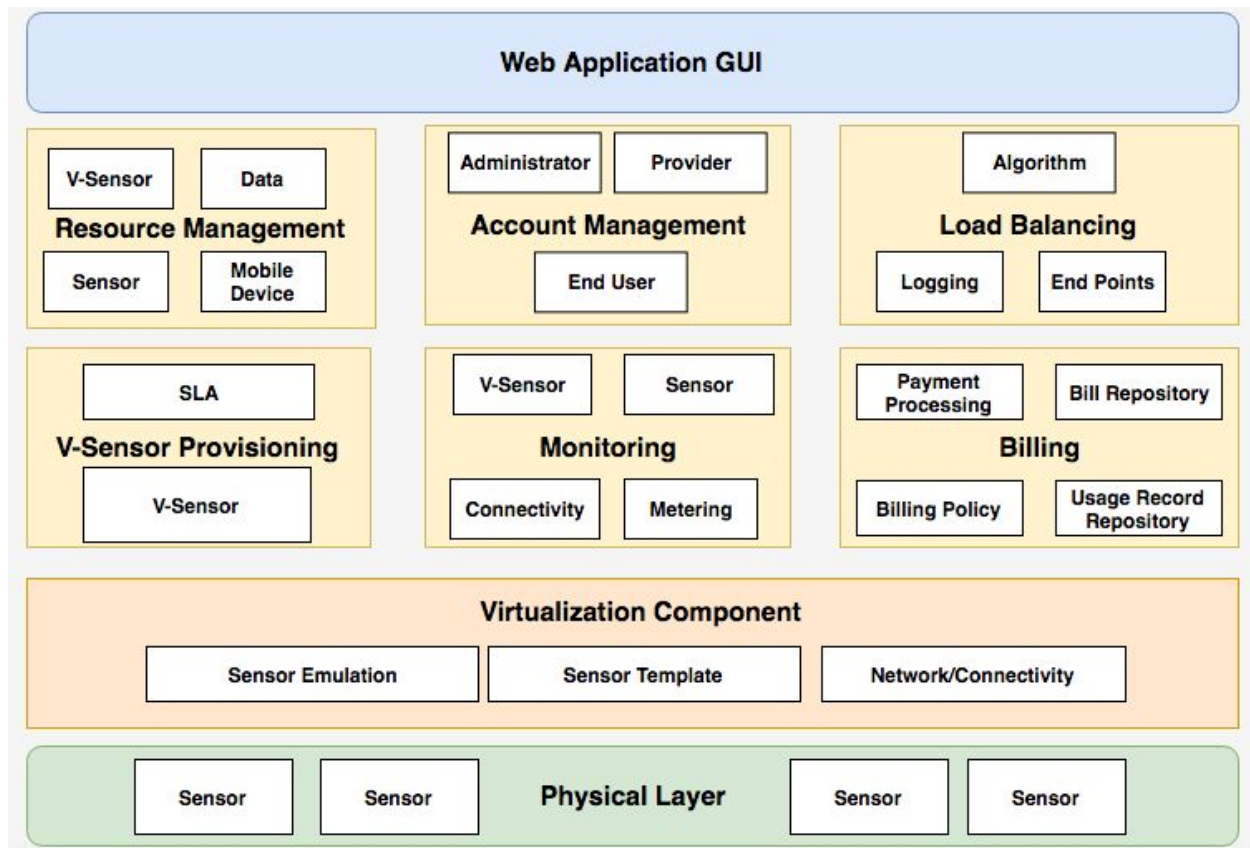 Web Application GUI
V-Sensor
Data
Resource Management
Sensor
Mobile
Device
Administrator
Provider
Account Management
End User
Algorithm
Load Balancing
Logging
End Points
SLA
V-Sensor Provisioning
V-Sensor
V-Sensor
Sensor
Monitoring
Connectivity
Metering
Payment
Processing
Bill Repository
Billing
Billing Policy
Usage Record
Repository
Virtualization Component
Sensor Emulation
Sensor Template
Network/Connectivity
Sensor
Sensor
Physical Layer
Sensor
Sensor